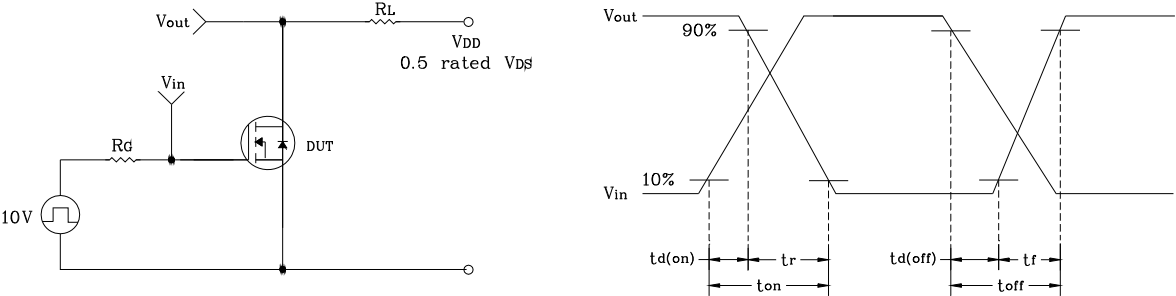 Vout
RL
VDD
0.5 rated VDS
Vin
RG
DUT
10V
Vout
90%
10%
Vin
td(on)
tr
td(off)
tf
ton
toff